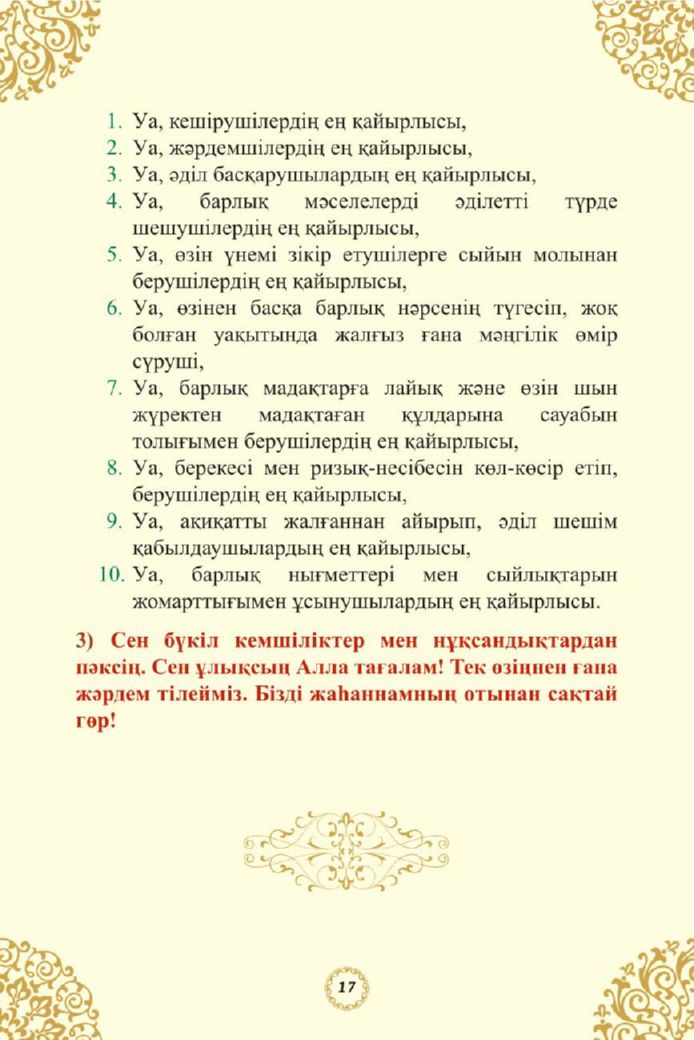 1. Уа, кешірушілердің ең қайырлысы,
2. Уа, жәрдемшілердің ең қайырлысы,
3. Уа, әділ басқарушылардың ең қайырлысы,
4. Уа, барлық мәселелерді әділетті түрде
шешушілердің ең қайырлысы,
5. Уа, өзін үнемі зікір етушілерге сыйын молынан
берушілердің ең қайырлысы,
6. Уа, өзінен басқа барлық нәрсенің түгесіп, жоқ
болған уақытында жалғыз ғана мәңгілік өмір
сүруші,
7. Уа, барлық мадақтарға лайық және өзін шын
жүректен мадақтаған құлдарына сауабын
толығымен берушілердің ең қайырлысы,
8. Уа, берекесі мен ризық-несібесін көл-көсір етіп,
берушілердің ең қайырлысы,
9. Уа, ақиқатты жалғаннан айырып, әділ шешім
қабылдаушылардың ең қайырлысы,
10. Уа, барлық нығметтері мен сыйлықтарын
жомарттығымен ұсынушылардың ең қайырлысы.
3) Сен бүкіл кемшіліктер мен нұқсандықтардан
пәксің. Сен ұлықсың Алла тағалам! Тек өзіңнен ғана
жәрдем тілейміз. Бізді жаһаннамның отынан сақтай
гөр!
17